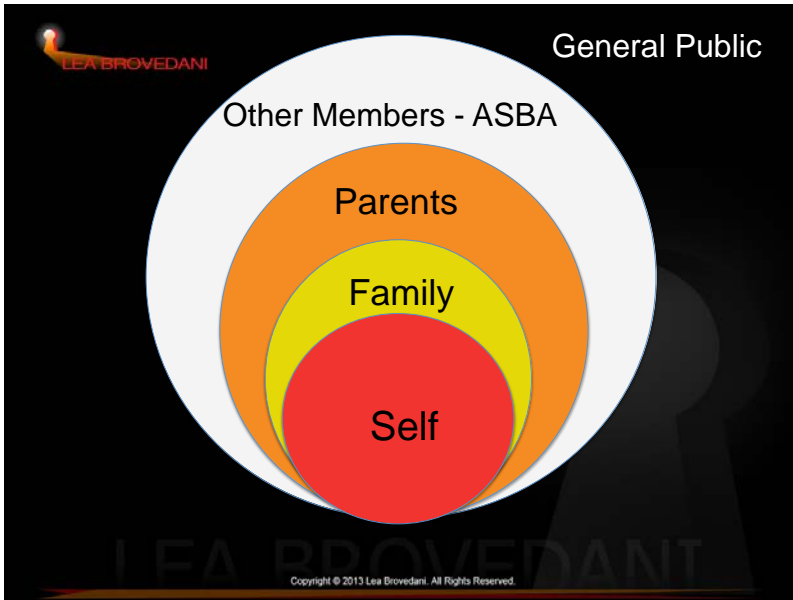 LEA BROVEDANI
General Public
Other Members - ASBA
Parents
Family
Self
LEA BROVEDANI
Copyright © 2013 Lea Brovedani. All Rights Reserved.